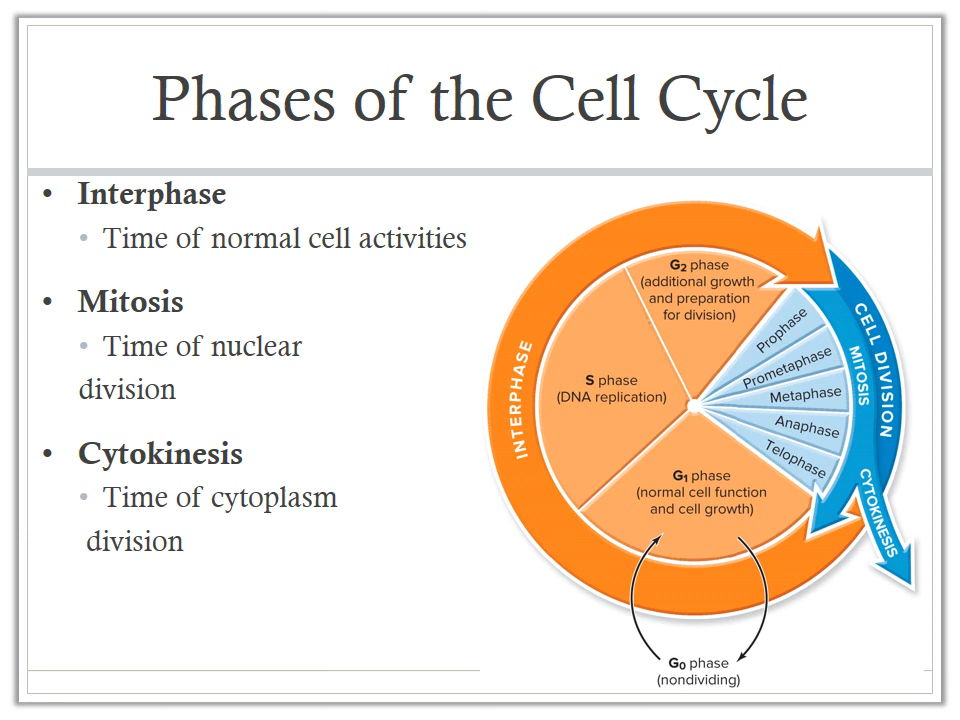 Phases of the Cell Cycle
• Interphase
• Time of normal cell activities
• Mitosis
• Time of nuclear
division
• Cytokinesis
• Time of cytoplasm
division
INTERPHASE
G2 phase
(additional growth
and preparation
for division)
S phase
(DNA replication)
G1 phase
(normal cell function
and cell growth)
Prophase
Prometaphase
Metaphase
Anaphase
Telophase
MITOSIS
CELL DIVISION
CYTOKINESIS
G0 phase
(nondividing)